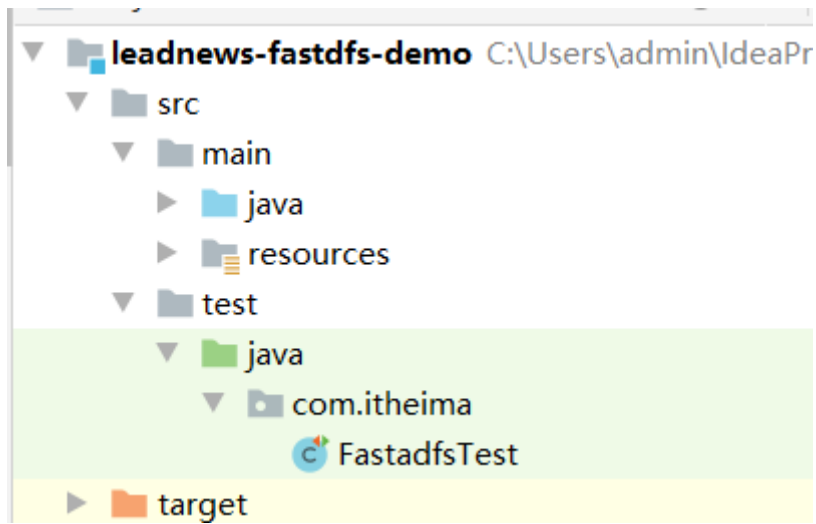 leadnews-fastdfs-demo C:\Users\admin\IdeaPr
src
main
java
resources
test
java
com.itheima
FastadfsTest
target